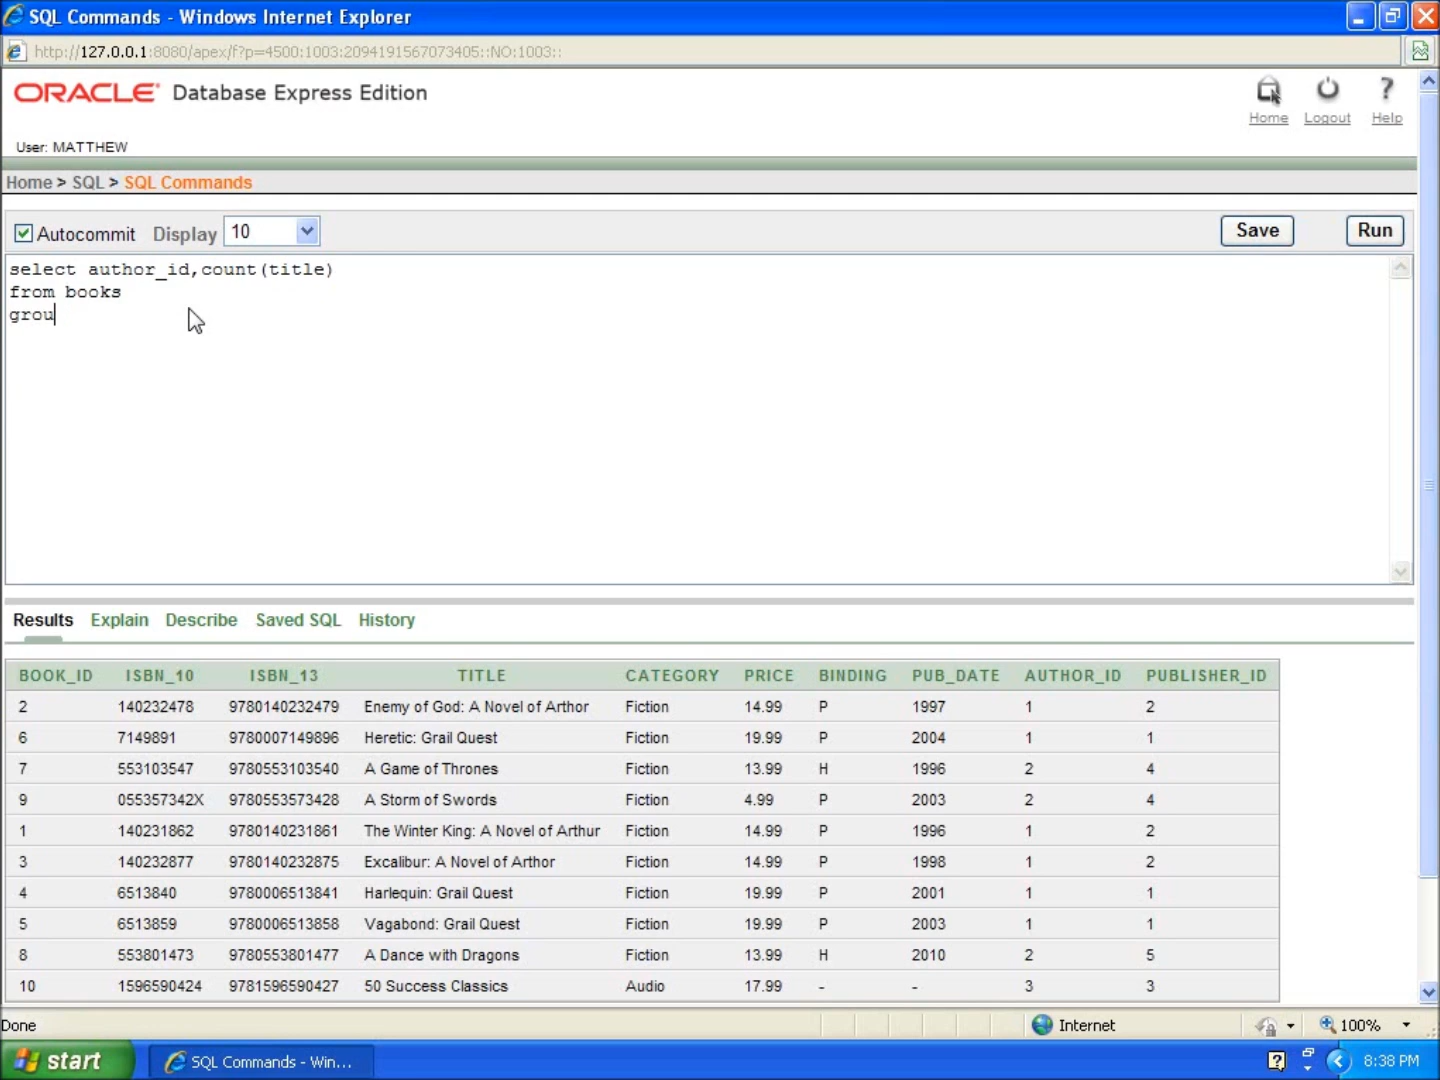 SQL Commands - Windows Internet Explorer
http://127.0.0.1:8080/apex/f?p=4500:1003:2094191567073405::NO:1003::
ORACLE Database Express Edition
Home Logout Help
User: MATTHEW
Home > SQL > SQL Commands
Autocommit Display 10 Save Run
select author_id,count(title)
from books
grou
Results Explain Describe Saved SQL History
BOOK_ID ISBN_10 ISBN_13 TITLE CATEGORY PRICE BINDING PUB_DATE AUTHOR_ID PUBLISHER_ID
2 140232478 9780140232479 Enemy of God: A Novel of Arthor Fiction 14.99 P 1997 1 2
6 7149891 9780007149896 Heretic: Grail Quest Fiction 19.99 P 2004 1 1
7 553103547 9780553103540 A Game of Thrones Fiction 13.99 H 1996 2 4
9 055357342X 9780553573428 A Storm of Swords Fiction 4.99 P 2003 2 4
1 140231862 9780140231861 The Winter King: A Novel of Arthur Fiction 14.99 P 1996 1 2
3 140232877 9780140232875 Excalibur: A Novel of Arthor Fiction 14.99 P 1998 1 2
4 6513840 9780006513841 Harlequin: Grail Quest Fiction 19.99 P 2001 1 1
5 6513859 9780006513858 Vagabond: Grail Quest Fiction 19.99 P 2003 1 1
8 553801473 9780553801477 A Dance with Dragons Fiction 13.99 H 2010 2 5
10 1596590424 9781596590427 50 Success Classics Audio 17.99 - - 3 3
Done Internet 100%
start SQL Commands - Win... 8:38 PM